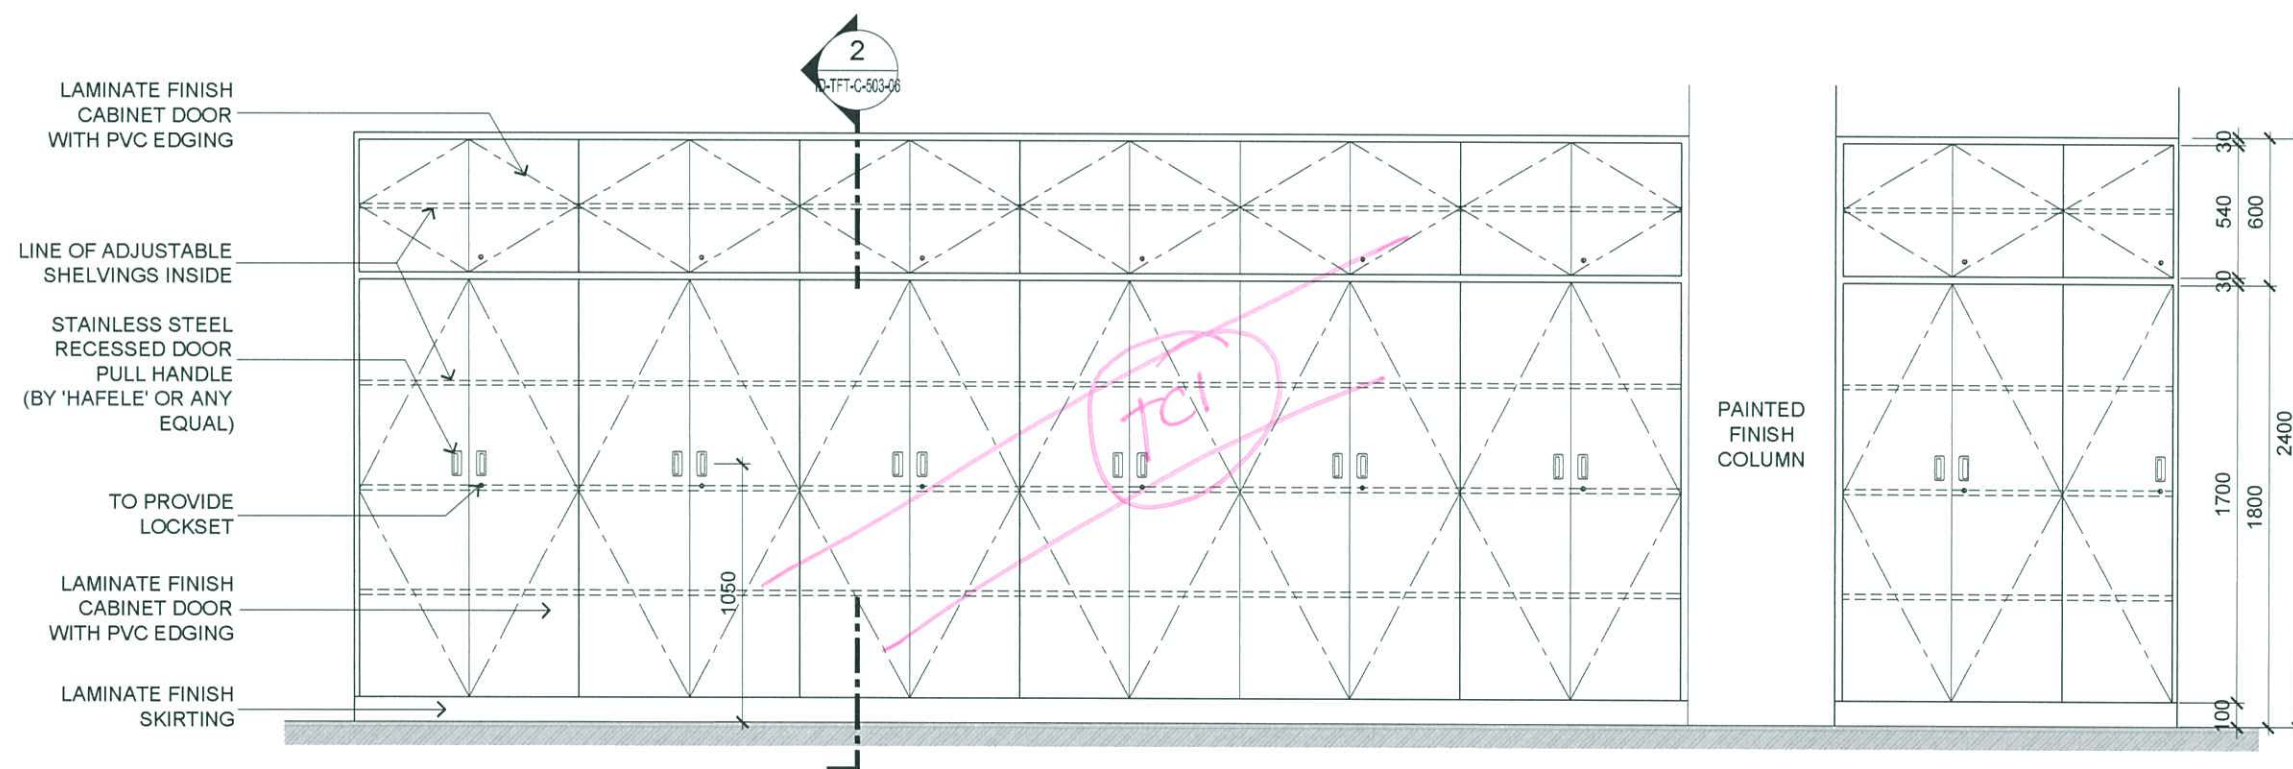 2
ID-TFT-C-503-06
LAMINATE FINISH
CABINET DOOR
WITH PVC EDGING
LINE OF ADJUSTABLE
SHELVINGS INSIDE
STAINLESS STEEL
RECESSED DOOR
PULL HANDLE
(BY 'HAFELE' OR ANY
EQUAL)
TO PROVIDE
LOCKSET
LAMINATE FINISH
CABINET DOOR
WITH PVC EDGING
LAMINATE FINISH
SKIRTING
1050
TC1
PAINTED
FINISH
COLUMN
30
540
600
30
2400
1700
1800
100